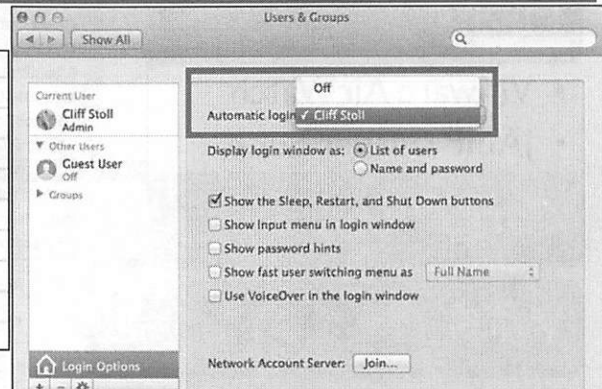 Users & Groups
Show All
Current User
Cliff Stoll
Admin
Other Users
Guest User
Off
Groups
Login Options
Off
Automatic login
✓ Cliff Stoll
Display login window as:
List of users
Name and password
Show the Sleep, Restart, and Shut Down buttons
Show Input menu in login window
Show password hints
Show fast user switching menu as Full Name
Use VoiceOver in the login window
Network Account Server: Join...